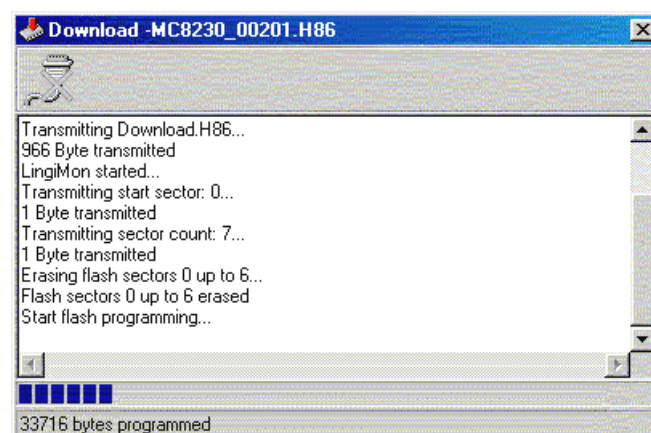 Download -MC8230_00201.H86
Transmitting Download.H86...
966 Byte transmitted
LingiMon started...
Transmitting start sector: 0...
1 Byte transmitted
Transmitting sector count: 7...
1 Byte transmitted
Erasing flash sectors 0 up to 6...
Flash sectors 0 up to 6 erased
Start flash programming...
33716 bytes programmed